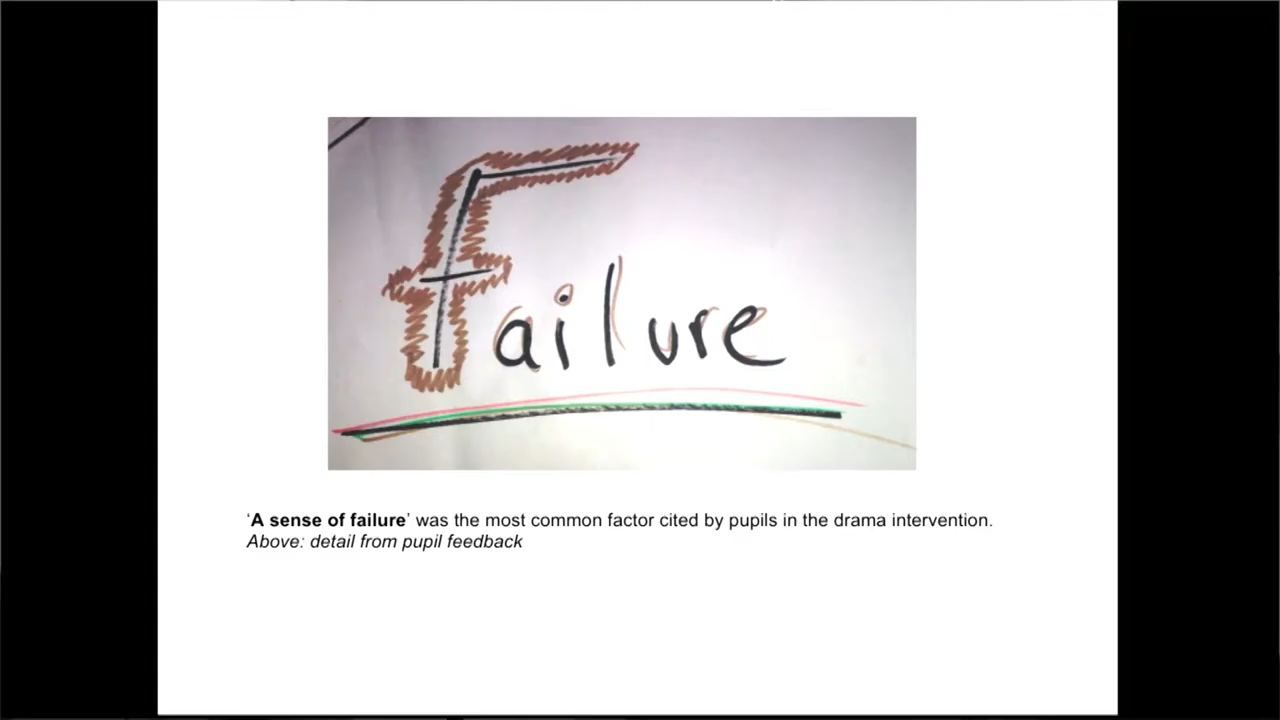 Failure
‘A sense of failure’ was the most common factor cited by pupils in the drama intervention.
Above: detail from pupil feedback